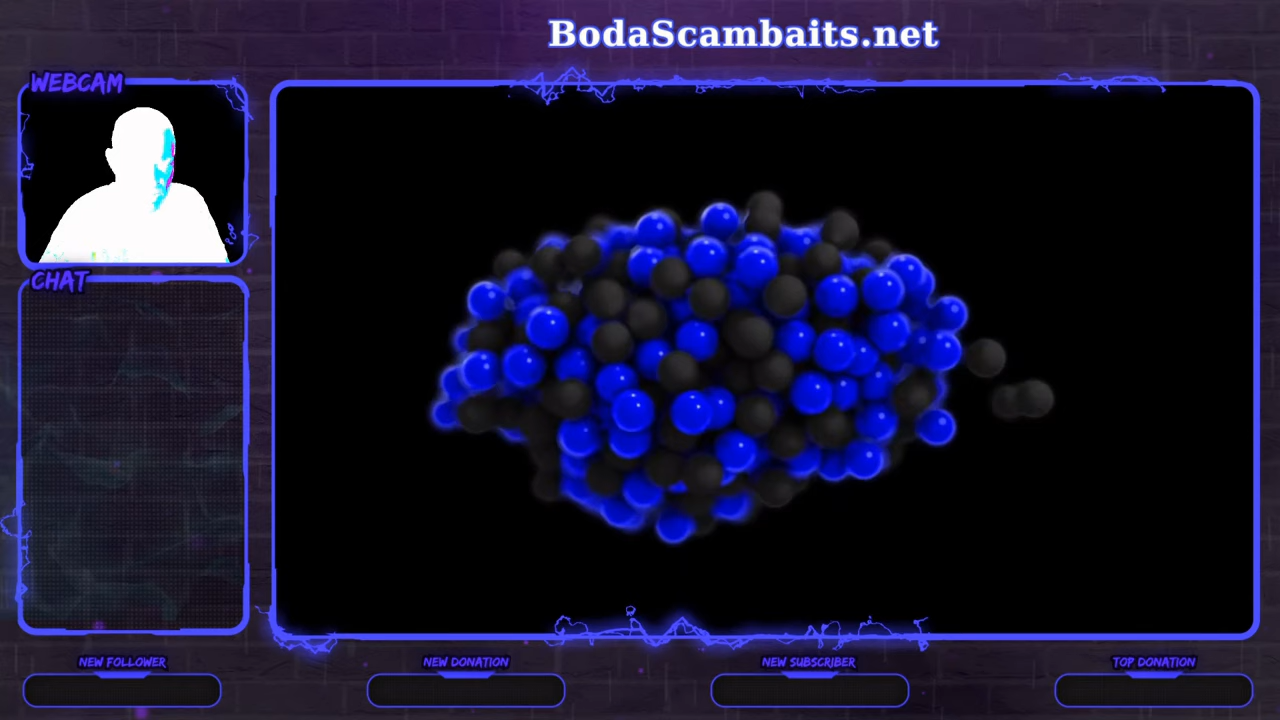 BodaScambaits.net
WEBCAM
CHAT
NEW FOLLOWER
NEW DONATION
NEW SUBSCRIBER
TOP DONATION